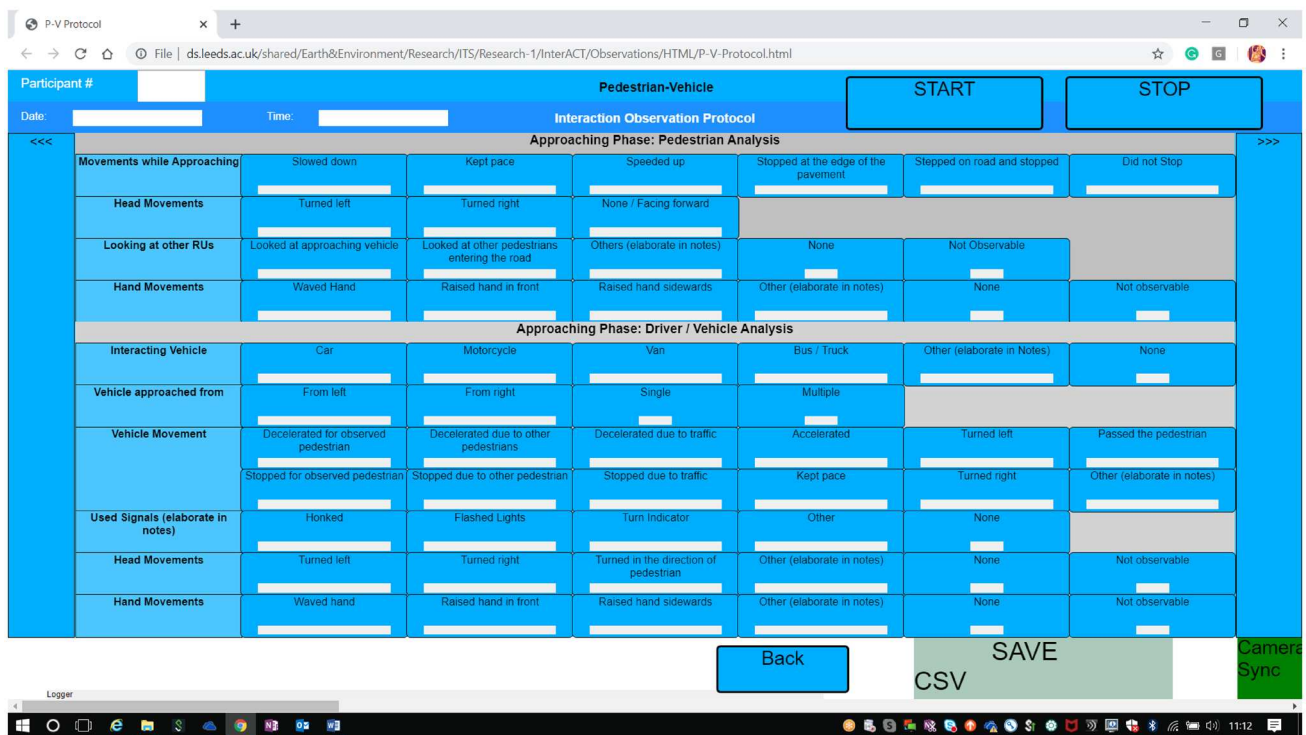 P-V Protocol
File | ds.leeds.ac.uk/shared/Earth&Environment/Research/ITS/Research-1/InterACT/Observations/HTML/P-V-Protocol.html
Participant #
Pedestrian-Vehicle
START
STOP
Date:
Time:
Interaction Observation Protocol
<<<
Approaching Phase: Pedestrian Analysis
>>>
Movements while Approaching
Slowed down
Kept pace
Speeded up
Stopped at the edge of the
pavement
Stepped on road and stopped
Did not Stop
Head Movements
Turned left
Turned right
None / Facing forward
Looking at other RUs
Looked at approaching vehicle
Looked at other pedestrians
entering the road
Others (elaborate in notes)
None
Not Observable
Hand Movements
Waved Hand
Raised hand in front
Raised hand sidewards
Other (elaborate in notes)
None
Not observable
Approaching Phase: Driver / Vehicle Analysis
Interacting Vehicle
Car
Motorcycle
Van
Bus / Truck
Other (elaborate in Notes)
None
Vehicle approached from
From left
From right
Single
Multiple
Vehicle Movement
Decelerated for observed
pedestrian
Decelerated due to other
pedestrians
Decelerated due to traffic
Accelerated
Turned left
Passed the pedestrian
Stopped for observed pedestrian
Stopped due to other pedestrian
Stopped due to traffic
Kept pace
Turned right
Other (elaborate in notes)
Used Signals (elaborate in
notes)
Honked
Flashed Lights
Turn Indicator
Other
None
Head Movements
Turned left
Turned right
Turned in the direction of
pedestrian
Other (elaborate in notes)
None
Not observable
Hand Movements
Waved hand
Raised hand in front
Raised hand sidewards
Other (elaborate in notes)
None
Not observable
Back
SAVE
CSV
Camera
Sync
Logger
11:12